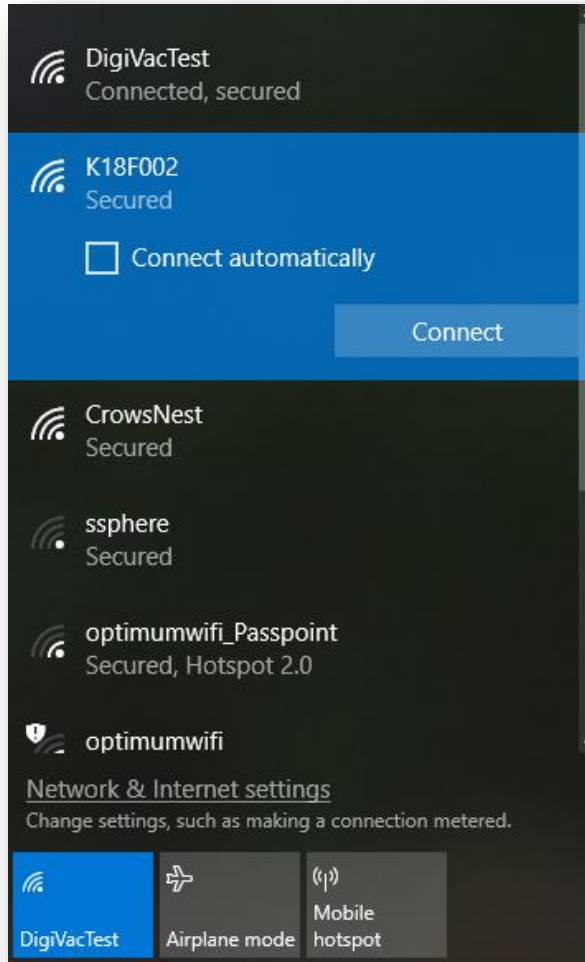 DigiVacTest
Connected, secured
K18F002
Secured
Connect automatically
Connect
CrowsNest
Secured
ssphere
Secured
optimumwifi_Passpoint
Secured, Hotspot 2.0
optimumwifi
Network & Internet settings
Change settings, such as making a connection metered.
DigiVacTest
Airplane mode
Mobile
hotspot